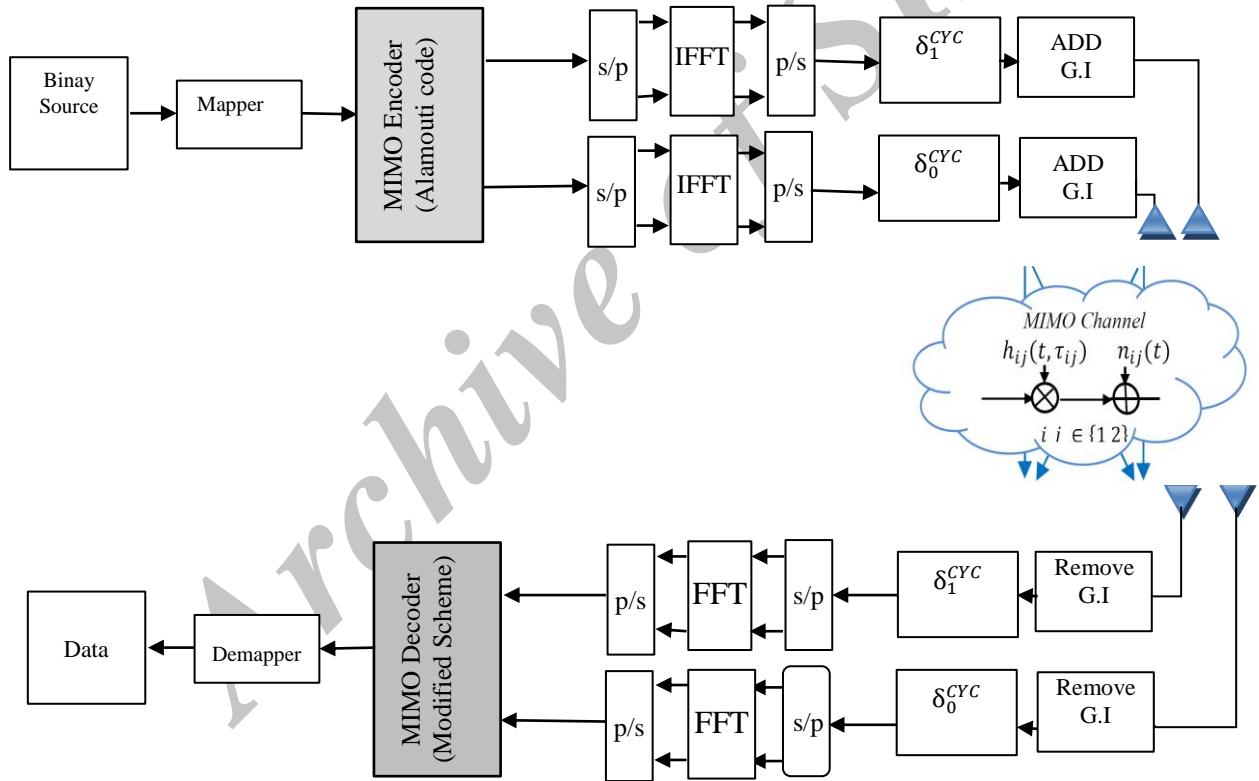 Binay
Source
Mapper
MIMO Encoder
(Alamouti code)
s/p
IFFT
p/s
δ₁^CYC
ADD
G.I
s/p
IFFT
p/s
δ₀^CYC
ADD
G.I
MIMO Channel
h_ij(t, τ_ij) n_ij(t)
i i ∈ {1 2}
Remove
G.I
δ₁^CYC
s/p
FFT
p/s
Remove
G.I
δ₀^CYC
s/p
FFT
p/s
MIMO Decoder
(Modified Scheme)
Demapper
Data
Archive of